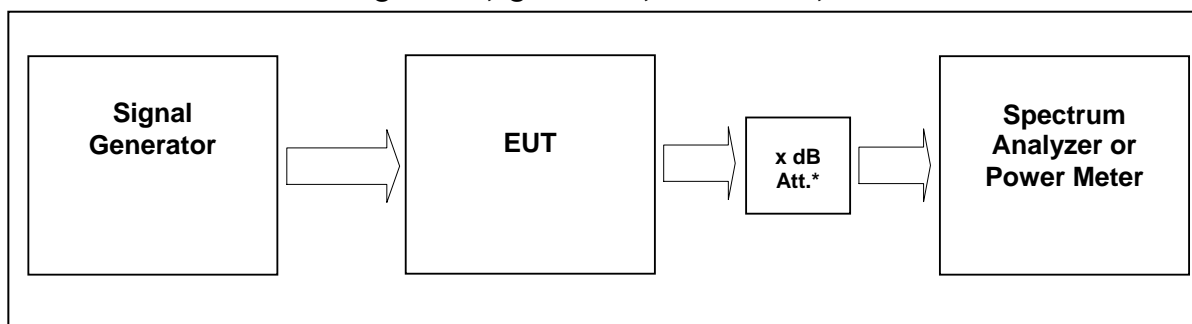 Signal
Generator
EUT
x dB
Att.*
Spectrum
Analyzer or
Power Meter